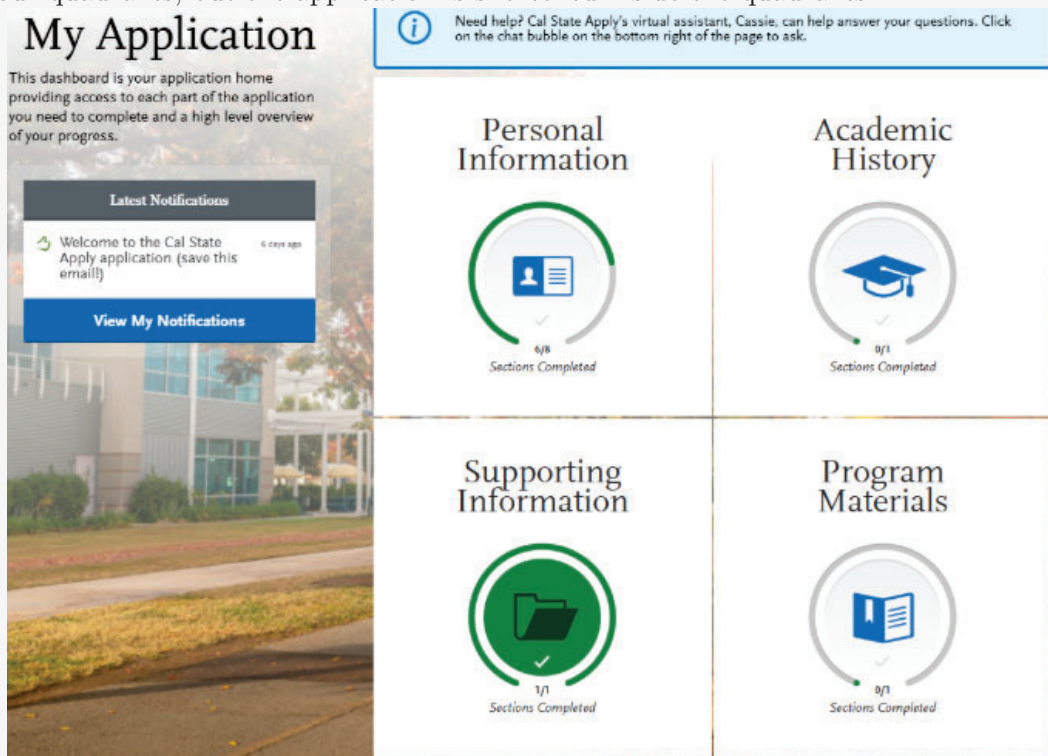 My Application
This dashboard is your application home
providing access to each part of the application
you need to complete and a high level overview
of your progress.
Latest Notifications
Welcome to the Cal State
Apply application (save this
email!)
6 days ago
View My Notifications
Need help? Cal State Apply's virtual assistant, Cassie, can help answer your questions. Click
on the chat bubble on the bottom right of the page to ask.
Personal
Information
6/8
Sections Completed
Academic
History
0/1
Sections Completed
Supporting
Information
1/1
Sections Completed
Program
Materials
0/1
Sections Completed